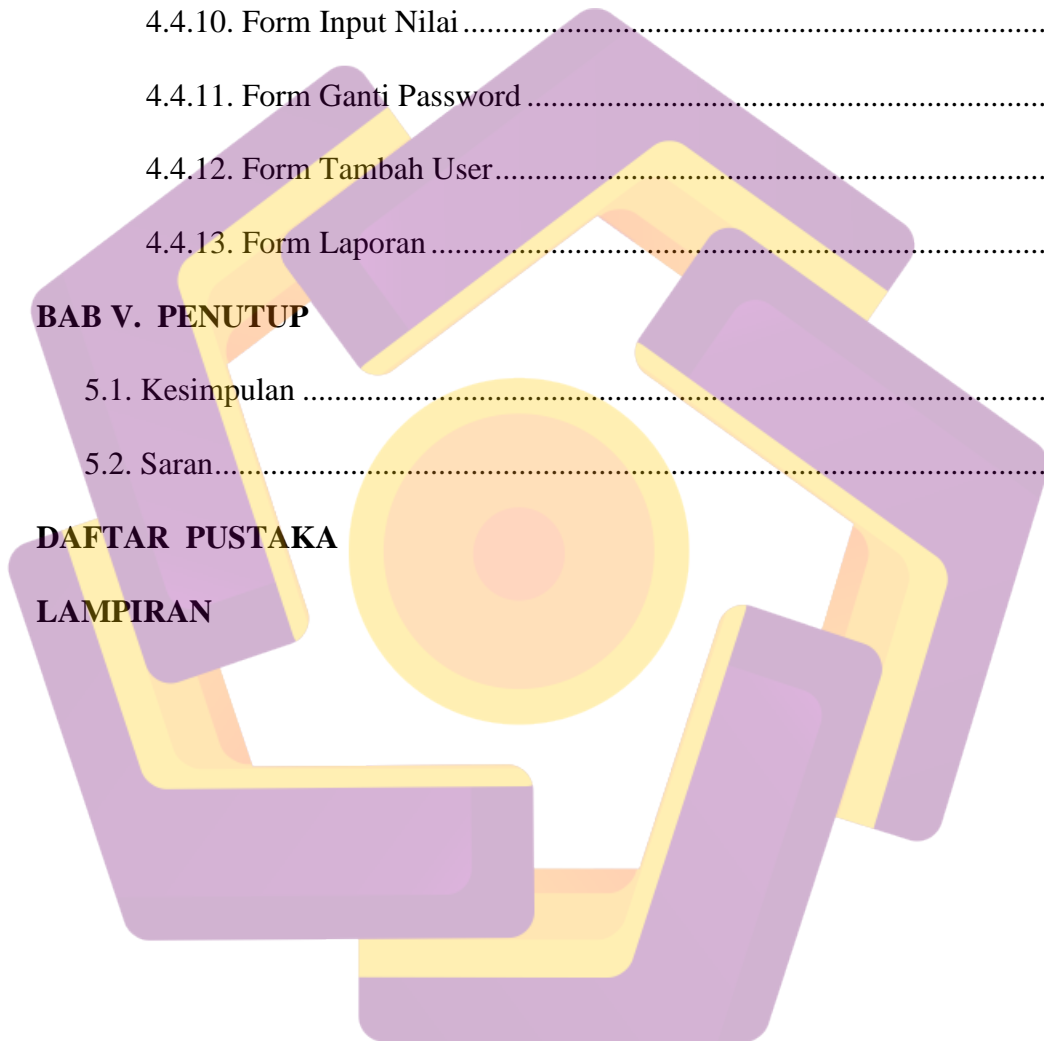 4.4.10. Form Input Nilai ..........................................................................................
4.4.11. Form Ganti Password ................................................................................
4.4.12. Form Tambah User.....................................................................................
4.4.13. Form Laporan ..............................................................................................
BAB V. PENUTUP
5.1. Kesimpulan ..........................................................................................................
5.2. Saran......................................................................................................................
DAFTAR PUSTAKA
LAMPIRAN